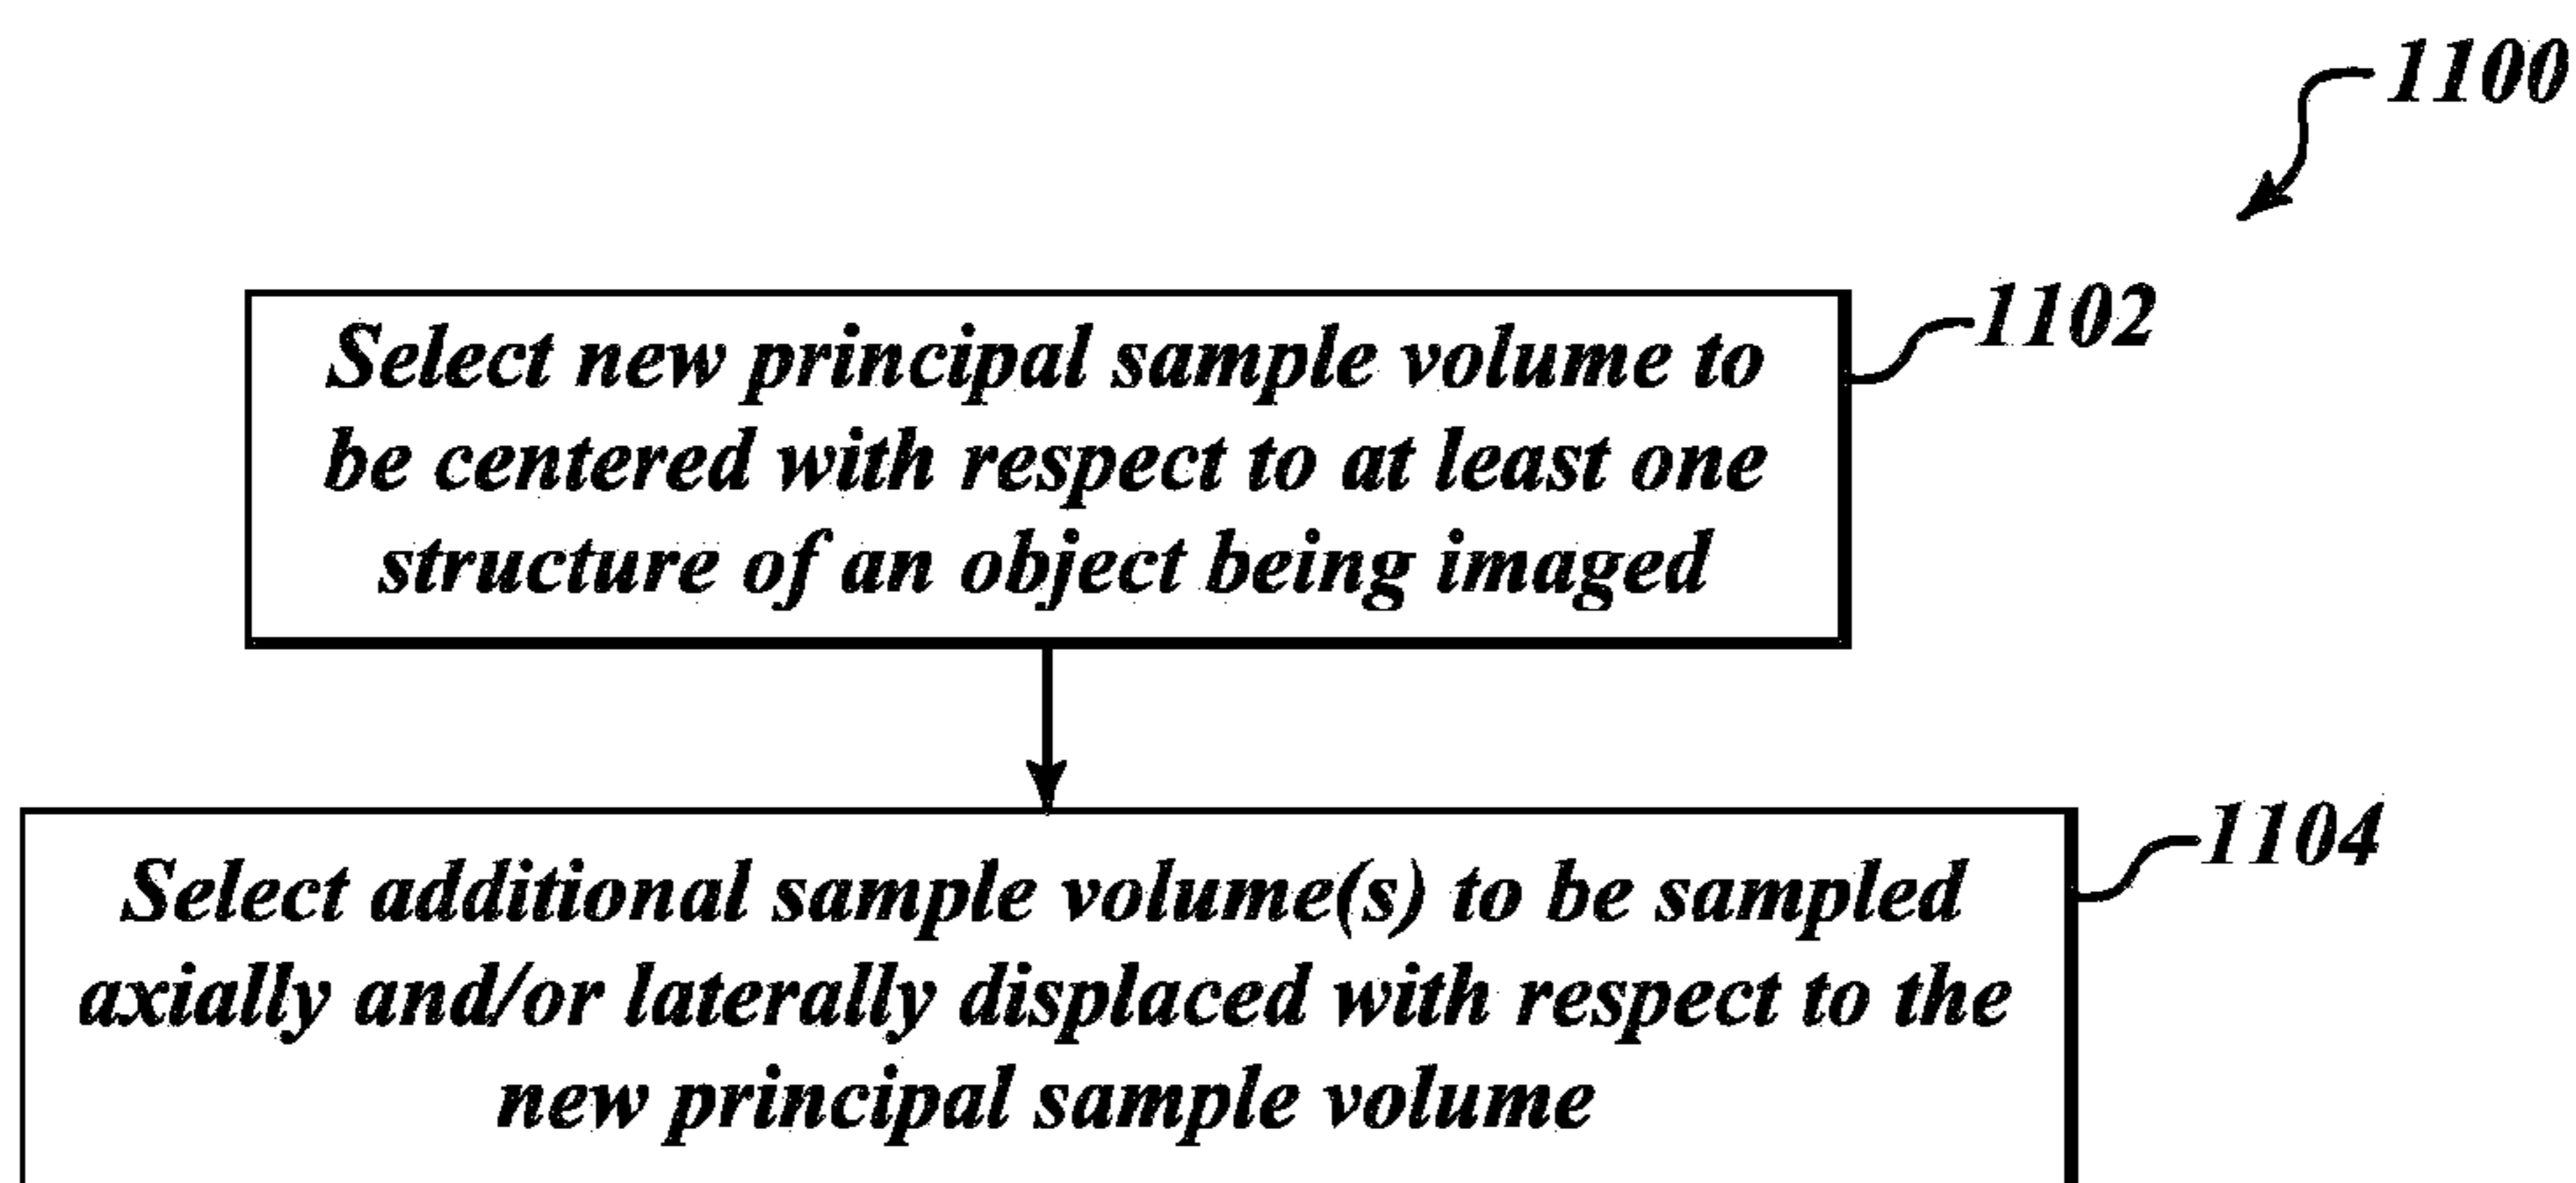 1100
1102
Select new principal sample volume to
be centered with respect to at least one
structure of an object being imaged
1104
Select additional sample volume(s) to be sampled
axially and/or laterally displaced with respect to the
new principal sample volume